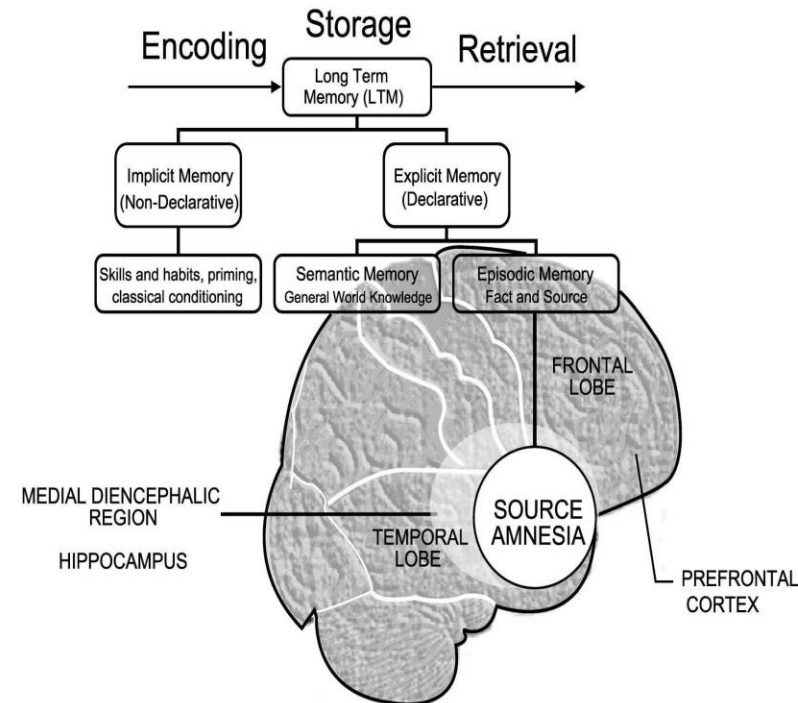 Encoding
Storage
Retrieval
Long Term
Memory (LTM)
Implicit Memory
(Non-Declarative)
Explicit Memory
(Declarative)
Skills and habits, priming,
classical conditioning
Semantic Memory
General World Knowledge
Episodic Memory
Fact and Source
FRONTAL
LOBE
MEDIAL DIENCEPHALIC
REGION
HIPPOCAMPUS
TEMPORAL
LOBE
SOURCE
AMNESIA
PREFRONTAL
CORTEX